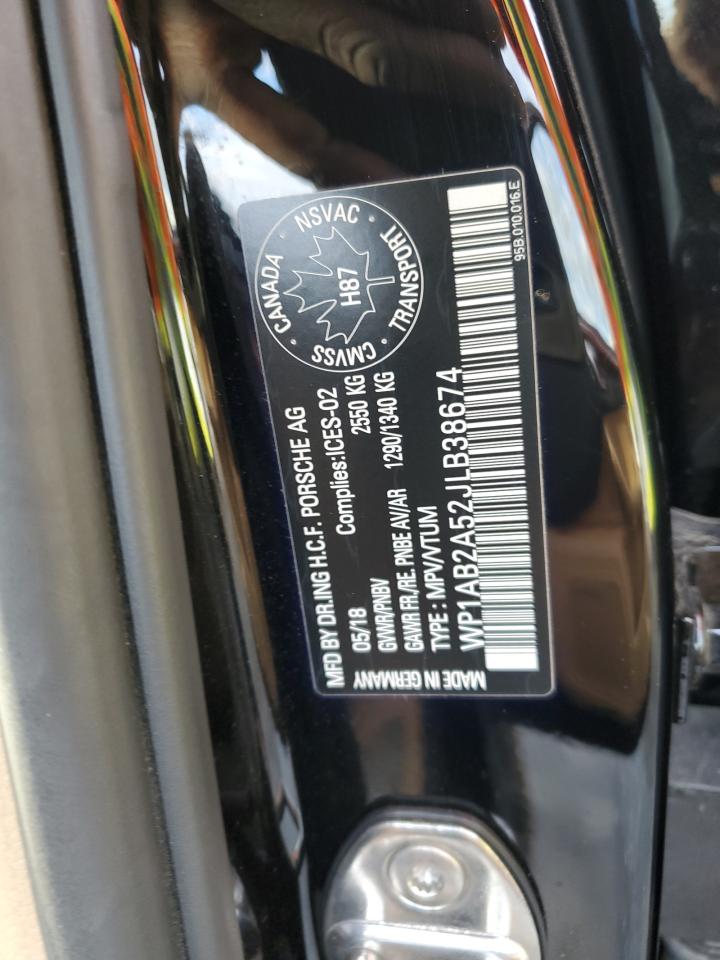 MFD BY DR.ING H.C.F. PORSCHE AG
05/18 Complies:ICES-02
GVWR/PNBV 2550 KG
GAWR FR./RE. PNBE AV/AR 1290/1340 KG
TYPE : MPV/VTUM
WP1AB2A52JLB38674
MADE IN GERMANY
CANADA · NSVAC · TRANSPORT · CMVSS ·
H87
95B.010.016.E